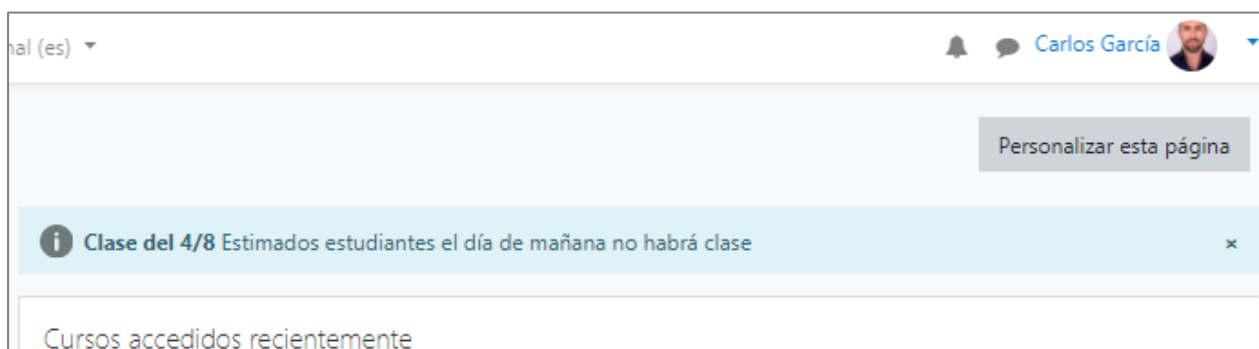 nal (es)
Carlos García
Personalizar esta página
i Clase del 4/8 Estimados estudiantes el día de mañana no habrá clase ×
Cursos accedidos recientemente